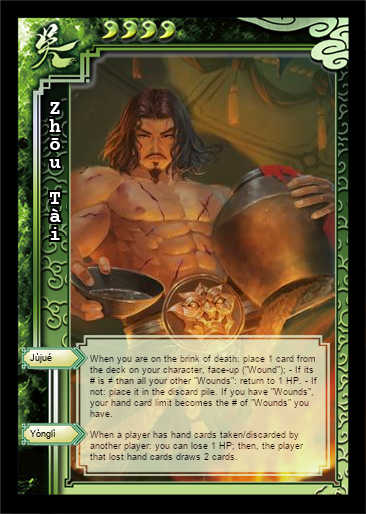 吴
Zhōu Tài
Jùjué
When you are on the brink of death: place 1 card from
the deck on your character, face-up ("Wound"); - If its
# is ≠ than all your other "Wounds": return to 1 HP. - If
not: place it in the discard pile. If you have "Wounds",
your hand card limit becomes the # of "Wounds" you
have.
Yònglì
When a player has hand cards taken/discarded by
another player: you can lose 1 HP; then, the player
that lost hand cards draws 2 cards.